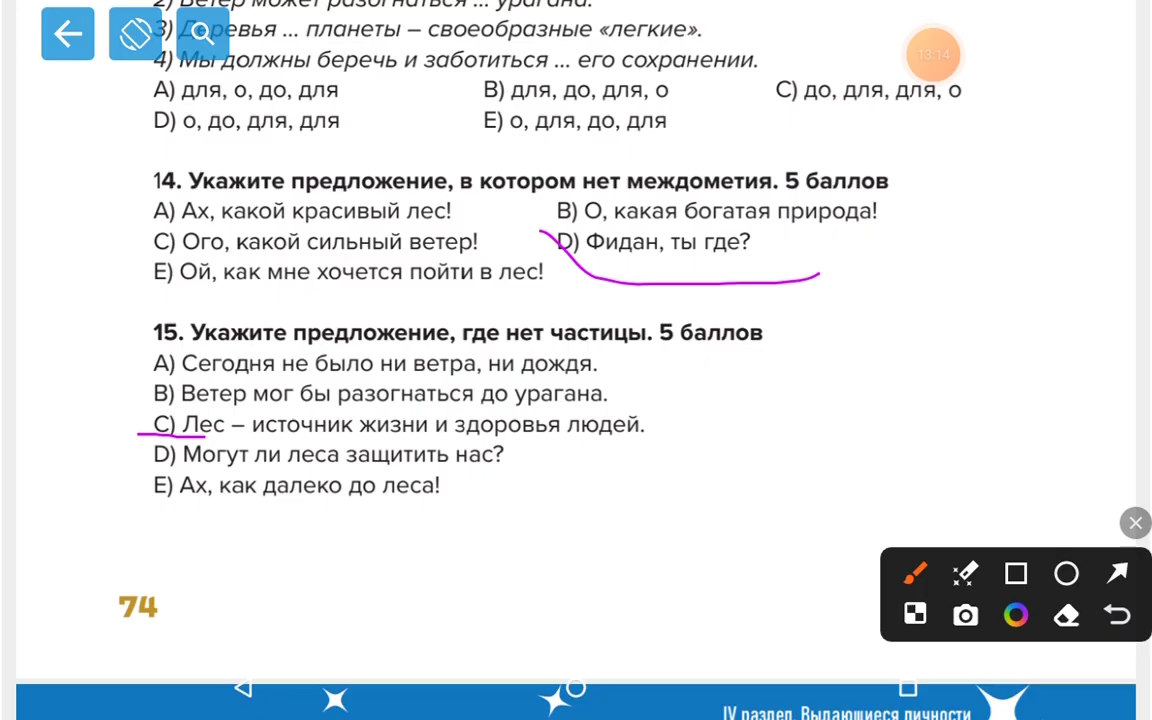 2) Ветер может разогнаться ... урагана.
3) Деревья ... планеты – своеобразные «легкие».
13:14
4) Мы должны беречь и заботиться ... его сохранении.
A) для, о, до, для B) для, до, для, о C) до, для, для, о
D) о, до, для, для E) о, для, до, для
14. Укажите предложение, в котором нет междометия. 5 баллов
A) Ах, какой красивый лес! B) О, какая богатая природа!
C) Ого, какой сильный ветер! D) Фидан, ты где?
E) Ой, как мне хочется пойти в лес!
15. Укажите предложение, где нет частицы. 5 баллов
A) Сегодня не было ни ветра, ни дождя.
B) Ветер мог бы разогнаться до урагана.
C) Лес – источник жизни и здоровья людей.
D) Могут ли леса защитить нас?
E) Ах, как далеко до леса!
74
IV раздел. Выдающиеся личности